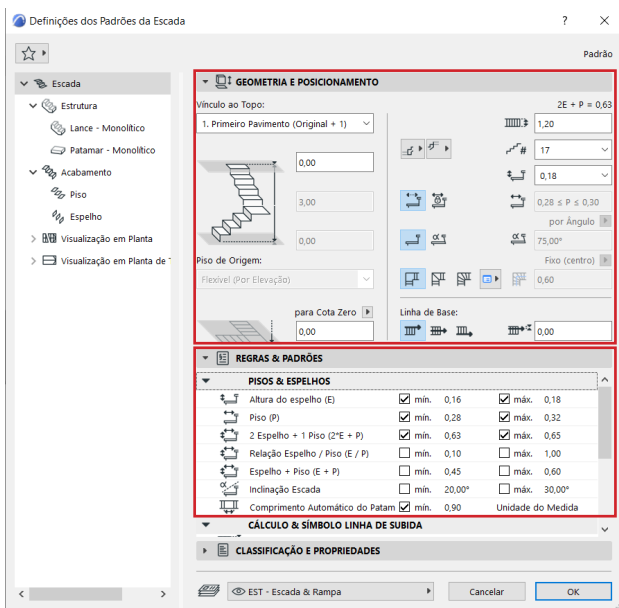 Definições dos Padrões da Escada ? ×
Padrão
Escada
Estrutura
Lance - Monolítico
Patamar - Monolítico
Acabamento
Piso
Espelho
Visualização em Planta
Visualização em Planta de
GEOMETRIA E POSICIONAMENTO
Vínculo ao Topo: 2E + P = 0,63
1. Primeiro Pavimento (Original + 1) 1,20
# 17
0,00
0,18
3,00 0,28 ≤ P ≤ 0,30
por Ângulo
0,00 α α 75,00°
Piso de Origem: Fixo (centro)
Flexível (Por Elevação) 0,60
para Cota Zero Linha de Base:
0,00 0,00
REGRAS & PADRÕES
PISOS & ESPELHOS
Altura do espelho (E) mín. 0,16 máx. 0,18
Piso (P) mín. 0,28 máx. 0,32
2 Espelho + 1 Piso (2*E + P) mín. 0,63 máx. 0,65
Relação Espelho / Piso (E / P) mín. 0,10 máx. 1,00
Espelho + Piso (E + P) mín. 0,45 máx. 0,60
Inclinação Escada mín. 20,00° máx. 30,00°
Comprimento Automático do Patam mín. 0,90 Unidade do Medida
CÁLCULO & SÍMBOLO LINHA DE SUBIDA
CLASSIFICAÇÃO E PROPRIEDADES
EST - Escada & Rampa Cancelar OK